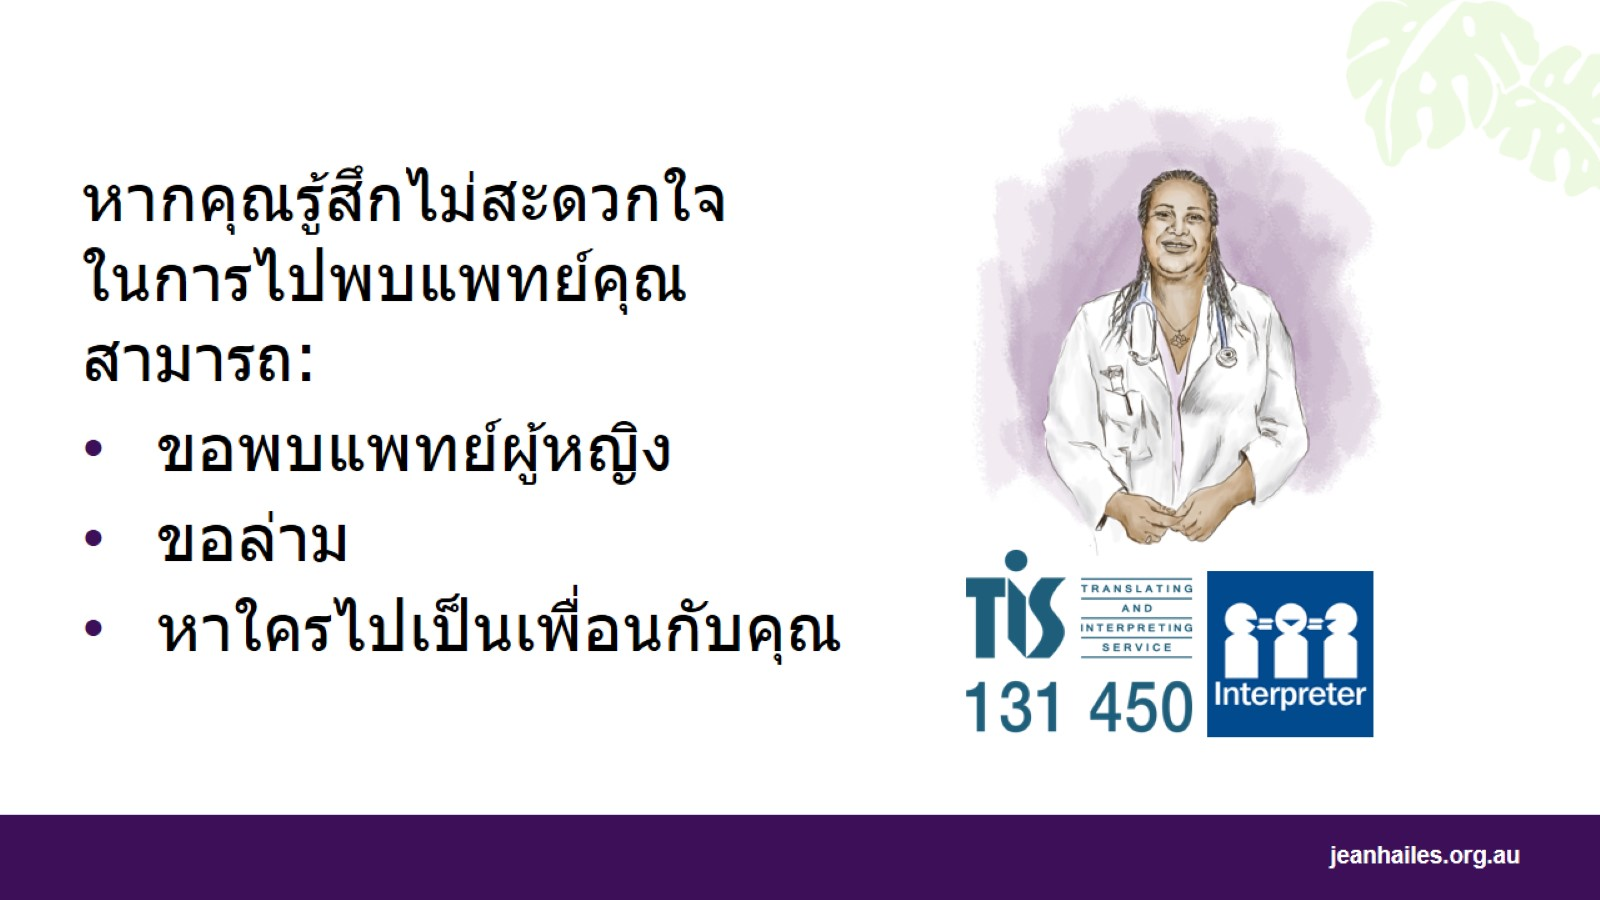 หากคุณรู้สึกไม่สะดวกใจ
ในการไปพบแพทย์คุณ
สามารถ:
• ขอพบแพทย์ผู้หญิง
• ขอล่าม
• หาใครไปเป็นเพื่อนกับคุณ
TIS
TRANSLATING
AND
INTERPRETING
SERVICE
131 450
Interpreter
jeanhailes.org.au